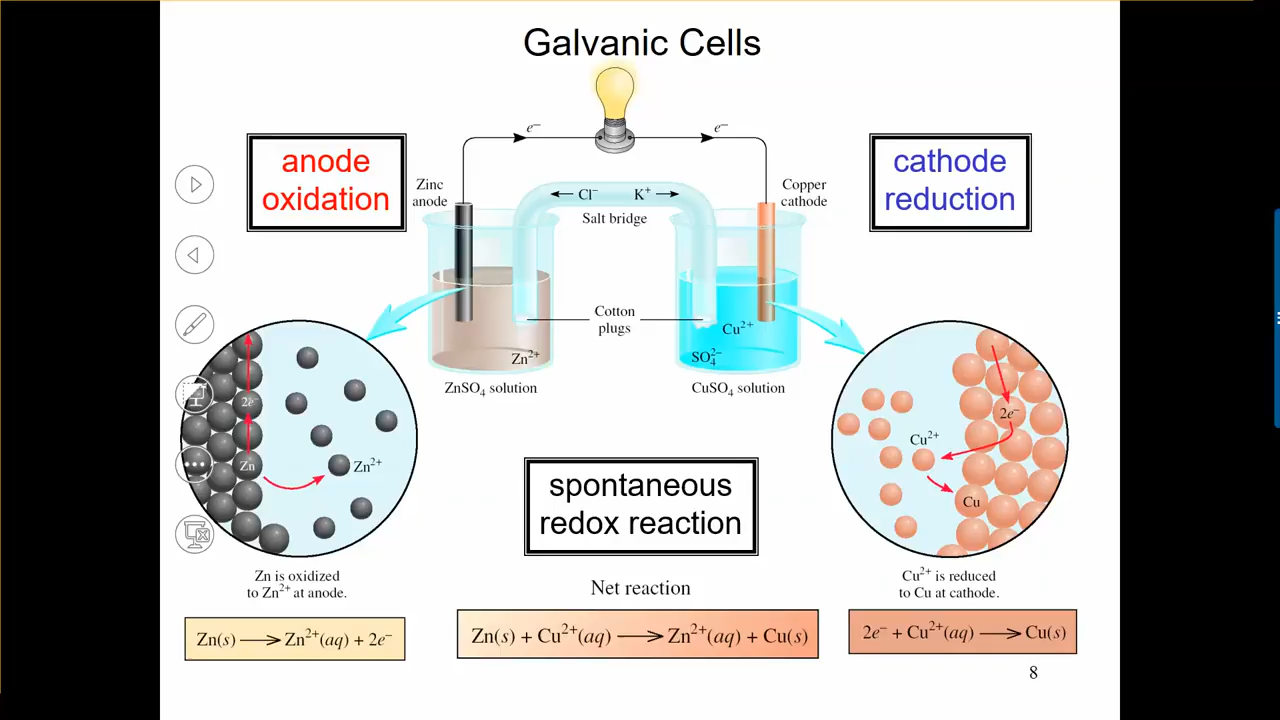 Galvanic Cells
e⁻
e⁻
anode
oxidation
cathode
reduction
Zinc
anode
Cl⁻
K⁺
Salt bridge
Copper
cathode
Cotton
plugs
Zn²⁺
Cu²⁺
SO₄²⁻
ZnSO₄ solution
CuSO₄ solution
2e⁻
Zn
Zn²⁺
2e⁻
Cu²⁺
Cu
spontaneous
redox reaction
Zn is oxidized
to Zn²⁺ at anode.
Net reaction
Cu²⁺ is reduced
to Cu at cathode.
Zn(s) ⟶ Zn²⁺(aq) + 2e⁻
Zn(s) + Cu²⁺(aq) ⟶ Zn²⁺(aq) + Cu(s)
2e⁻ + Cu²⁺(aq) ⟶ Cu(s)
8